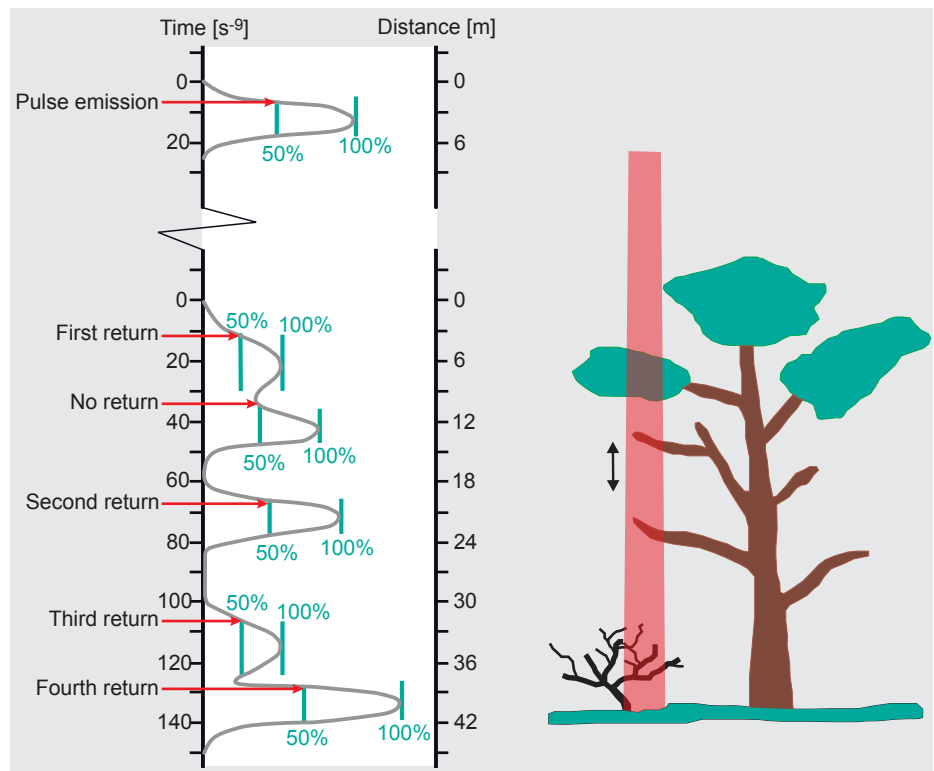 Time [s-9] Distance [m]
0 0
Pulse emission
20 6
50% 100%
0 0
50% 100%
First return
20 6
No return
40 12
50% 100%
60 18
Second return
80 24
50% 100%
100 30
50% 100%
Third return
120 36
Fourth return
140 42
50% 100%